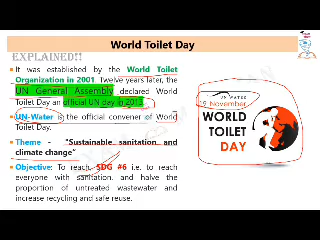 World Toilet Day
EXPLAINED!!
It was established by the World Toilet
Organization in 2001. Twelve years later, the
UN General Assembly declared World
Toilet Day an official UN day in 2013.
UN-Water is the official convener of World
Toilet Day.
Theme - "Sustainable sanitation and
climate change"
Objective: To reach SDG #6 i.e. to reach
everyone with sanitation, and halve the
proportion of untreated wastewater and
increase recycling and safe reuse.
UN WATER
19 November
WORLD
TOILET
DAY